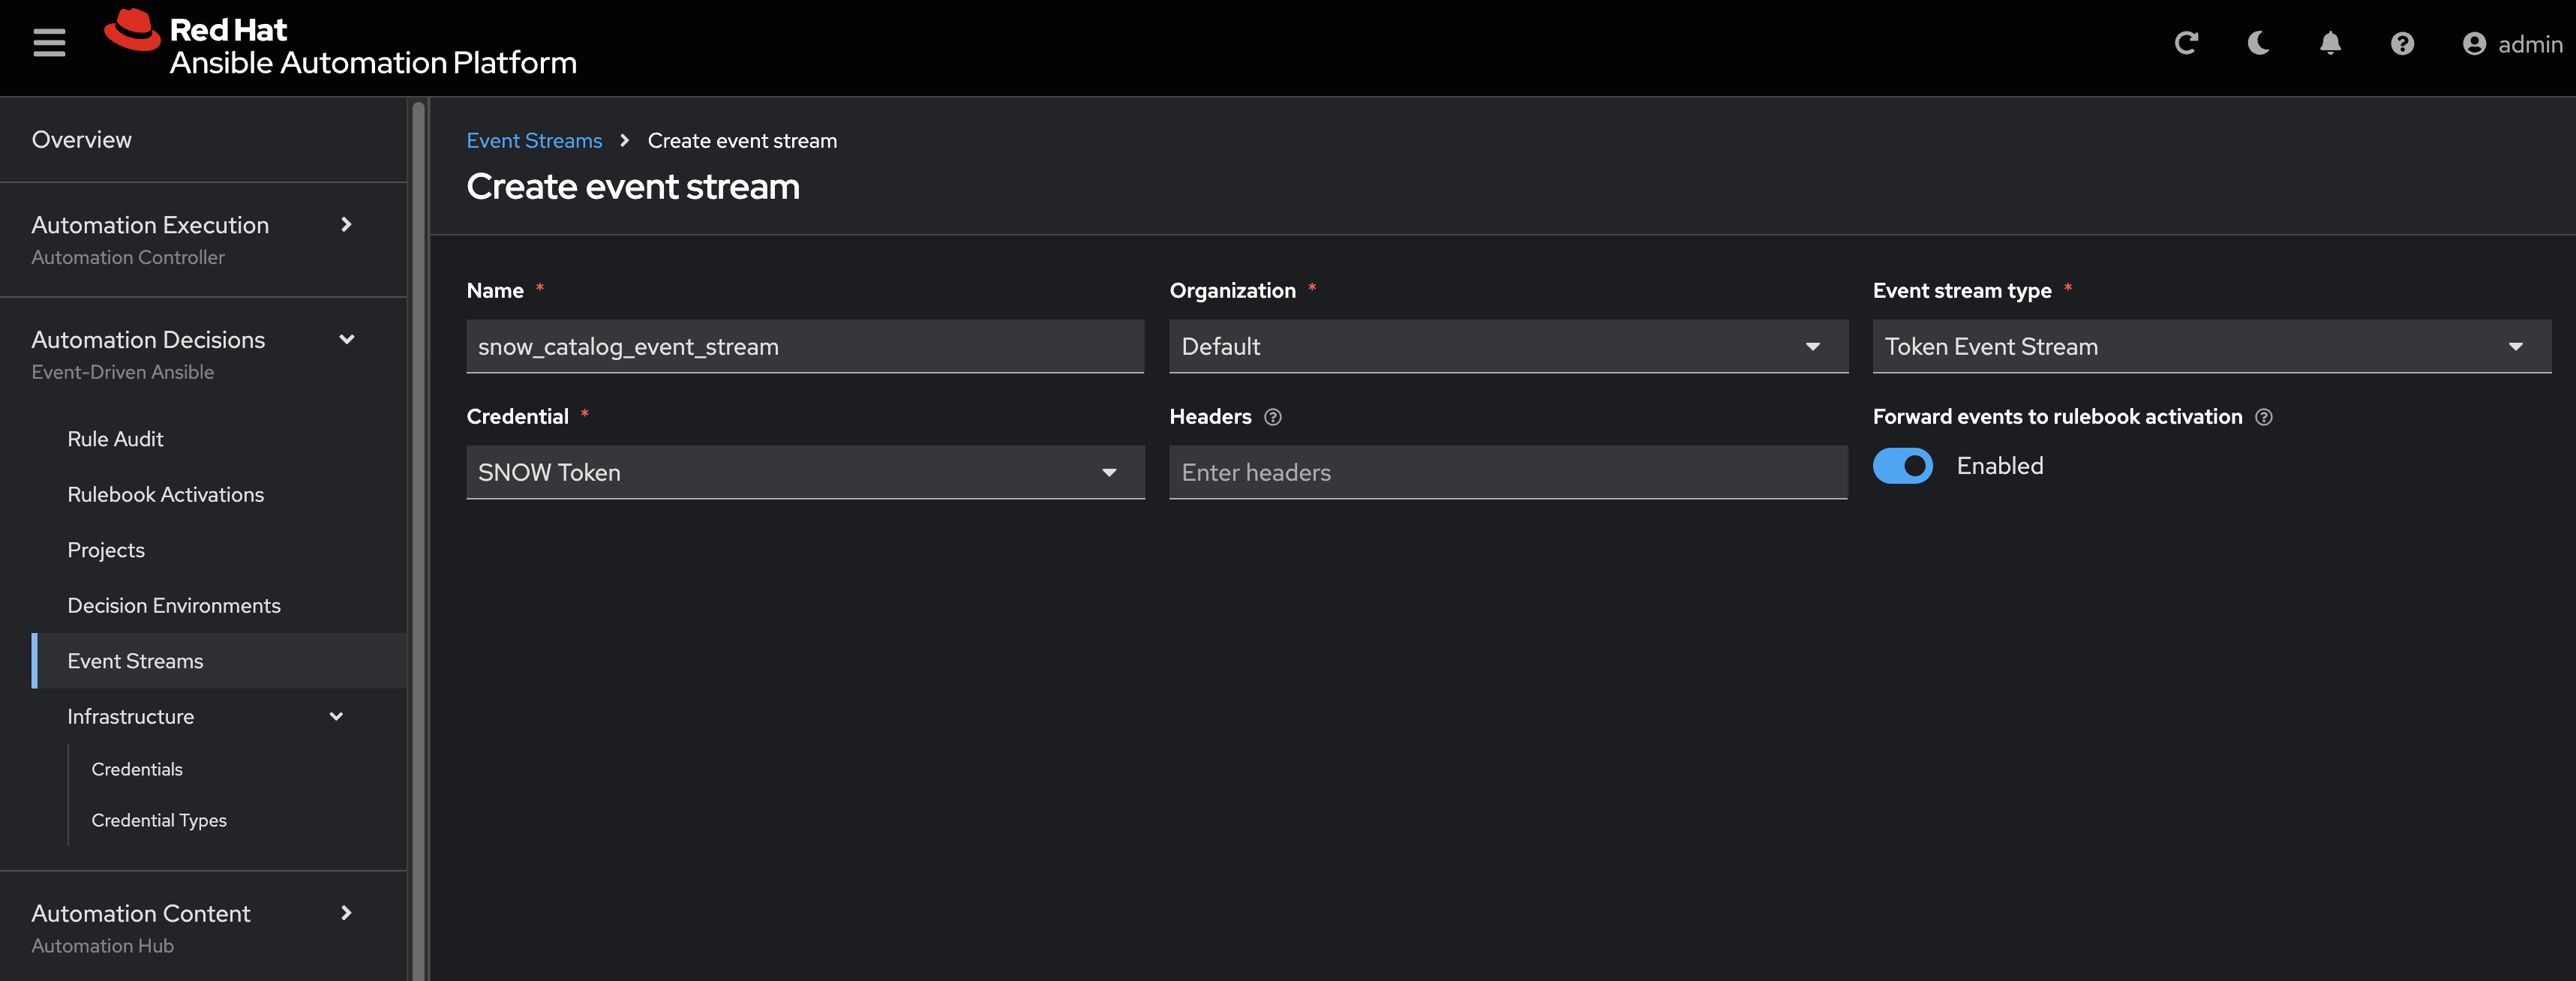 Red Hat
Ansible Automation Platform
admin
Overview
Automation Execution
Automation Controller
Automation Decisions
Event-Driven Ansible
Rule Audit
Rulebook Activations
Projects
Decision Environments
Event Streams
Infrastructure
Credentials
Credential Types
Automation Content
Automation Hub
Event Streams > Create event stream
Create event stream
Name * Organization * Event stream type *
snow_catalog_event_stream Default Token Event Stream
Credential * Headers Forward events to rulebook activation
SNOW Token Enter headers Enabled